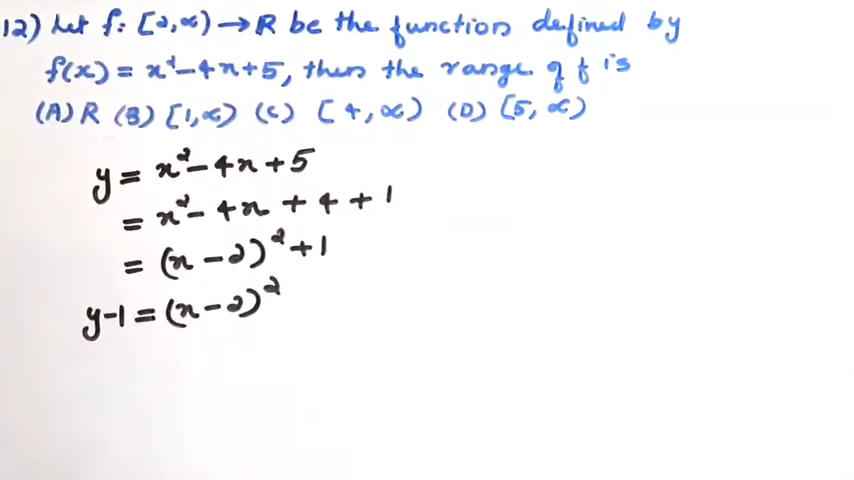 12) Let f: [2,∞) → R be the function defined by
f(x) = x²-4x+5, then the range of f is
(A) R (B) [1,∞) (C) [4,∞) (D) [5,∞)
y = x²-4x+5
= x²-4x+4+1
= (x-2)²+1
y-1 = (x-2)²